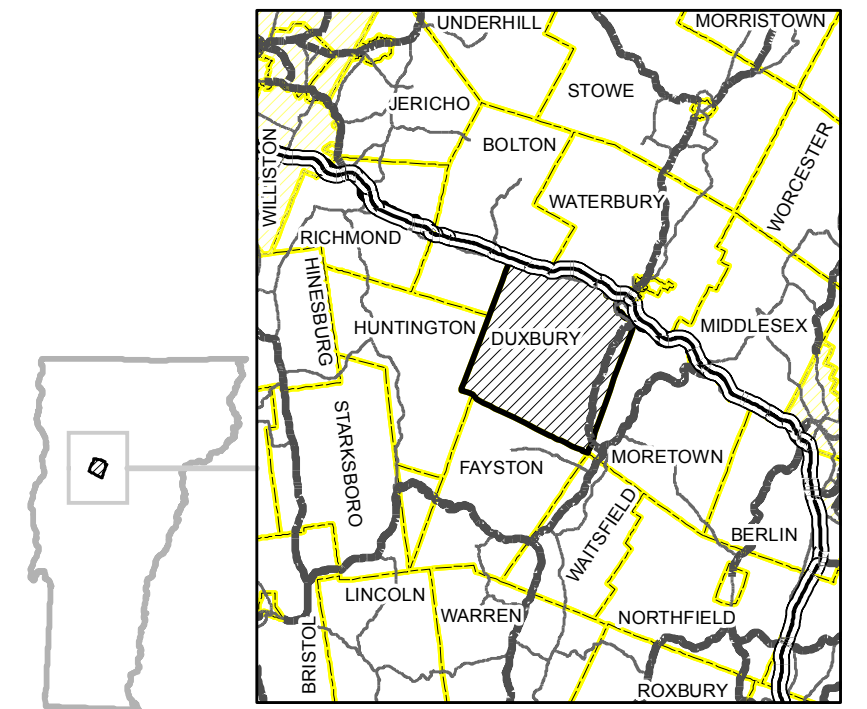 UNDERHILL
MORRISTOWN
STOWE
JERICHO
BOLTON
WORCESTER
WILLISTON
WATERBURY
RICHMOND
HINESBURG
MIDDLESEX
HUNTINGTON
DUXBURY
STARKSBORO
MORETOWN
FAYSTON
WAITSFIELD
BERLIN
LINCOLN
WARREN
NORTHFIELD
BRISTOL
ROXBURY